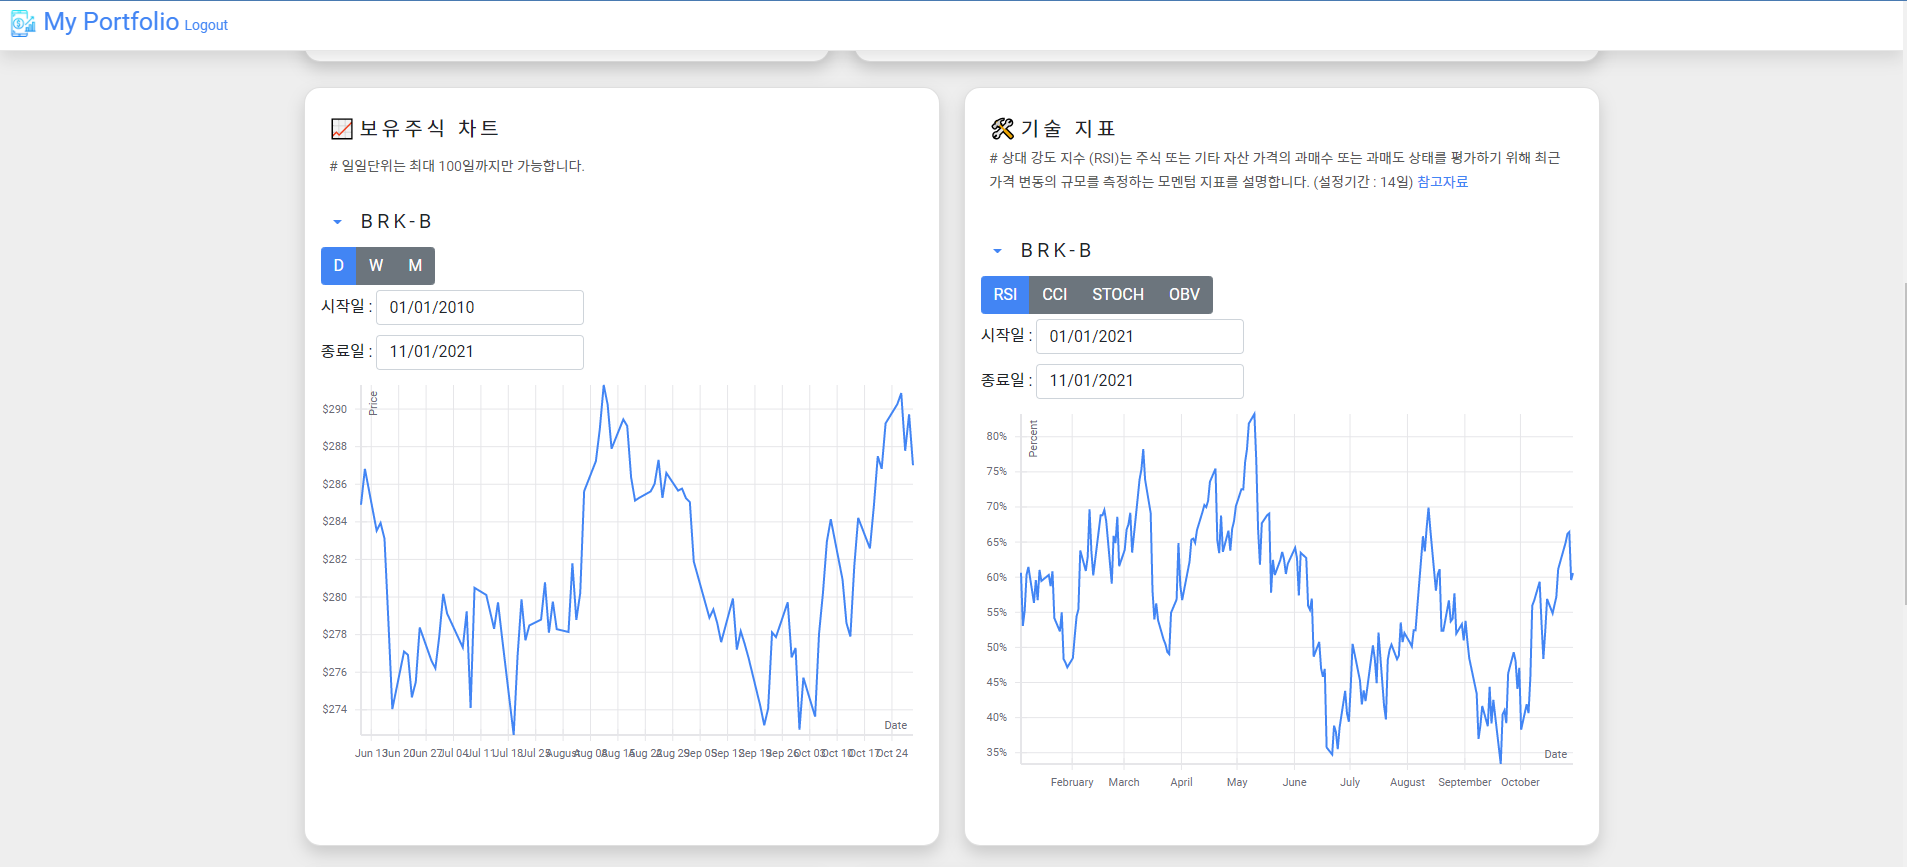 My Portfolio Logout
보유주식 차트
# 일일단위는 최대 100일까지만 가능합니다.
BRK-B
D W M
시작일 : 01/01/2010
종료일 : 11/01/2021
Price
$290
$288
$286
$284
$282
$280
$278
$276
$274
Date
Jun 13 Jun 20 Jun 27 Jul 04 Jul 11 Jul 18 Jul 25 August Aug 08 Aug 15 Aug 22 Aug 29 Sep 05 Sep 12 Sep 19 Sep 26 Oct 03 Oct 10 Oct 17 Oct 24
기술 지표
# 상대 강도 지수 (RSI)는 주식 또는 기타 자산 가격의 과매수 또는 과매도 상태를 평가하기 위해 최근
가격 변동의 규모를 측정하는 모멘텀 지표를 설명합니다. (설정기간 : 14일) 참고자료
BRK-B
RSI CCI STOCH OBV
시작일 : 01/01/2021
종료일 : 11/01/2021
Percent
80%
75%
70%
65%
60%
55%
50%
45%
40%
35%
Date
February March April May June July August September October